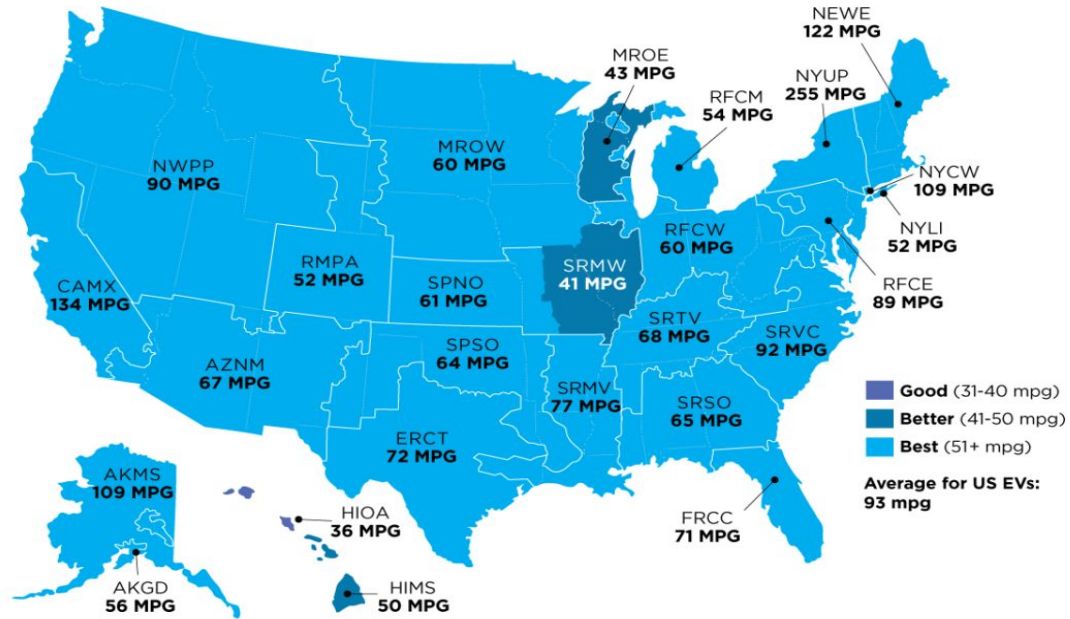 NEWE
122 MPG
MROE
43 MPG
NYUP
255 MPG
RFCM
54 MPG
MROW
60 MPG
NWPP
90 MPG
NYCW
109 MPG
NYLI
52 MPG
RFCW
60 MPG
RMPA
52 MPG
SRMW
41 MPG
SPNO
61 MPG
CAMX
134 MPG
RFCE
89 MPG
SRTV
68 MPG
SRVC
92 MPG
SPSO
64 MPG
AZNM
67 MPG
SRMV
77 MPG
SRSO
65 MPG
ERCT
72 MPG
Good (31-40 mpg)
Better (41-50 mpg)
Best (51+ mpg)
Average for US EVs:
93 mpg
AKMS
109 MPG
HIOA
36 MPG
FRCC
71 MPG
AKGD
56 MPG
HIMS
50 MPG